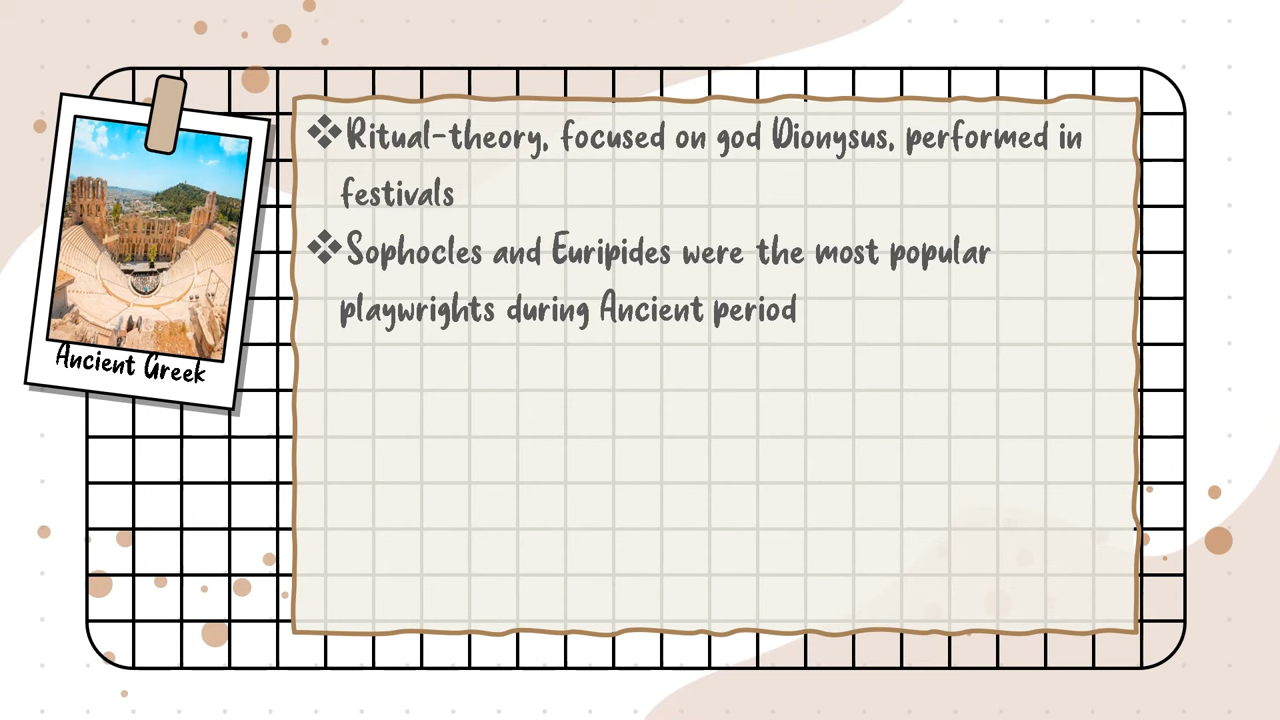 Ancient Greek
❖Ritual-theory, focused on god Dionysus, performed in
festivals
❖Sophocles and Euripides were the most popular
playwrights during Ancient period